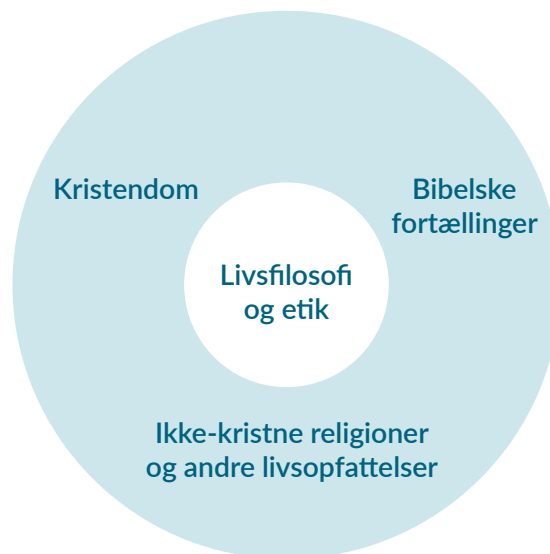 Kristendom
Bibelske
fortællinger
Livsfilosofi
og etik
Ikke-kristne religioner
og andre livsopfattelser